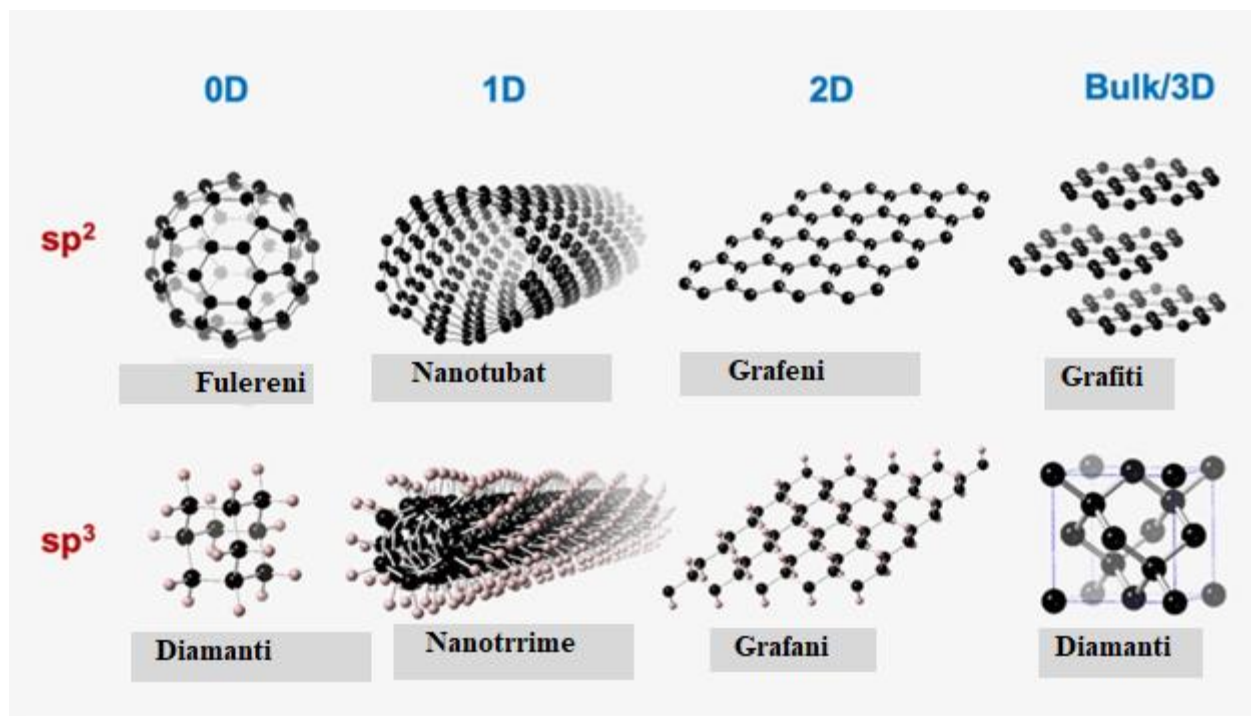 0D 1D 2D Bulk/3D
sp²
Fulereni Nanotubat Grafeni Grafiti
sp³
Diamanti Nanotrrime Grafani Diamanti